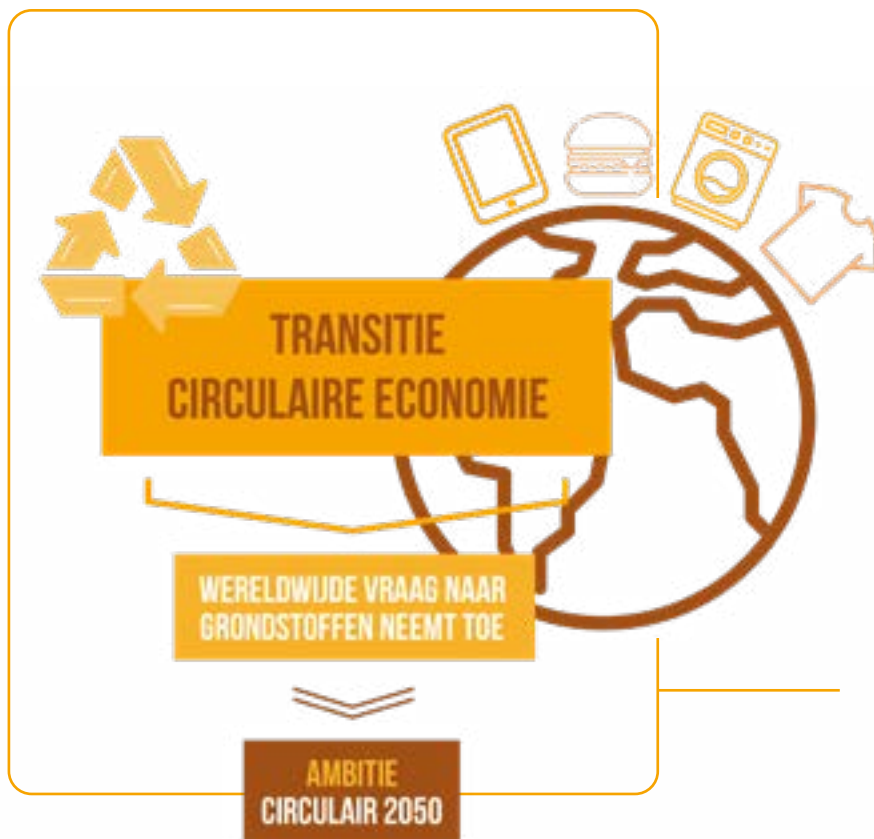 TRANSITIE
CIRCULAIRE ECONOMIE
WERELDWIJDE VRAAG NAAR
GRONDSTOFFEN NEEMT TOE
AMBITIE
CIRCULAIR 2050